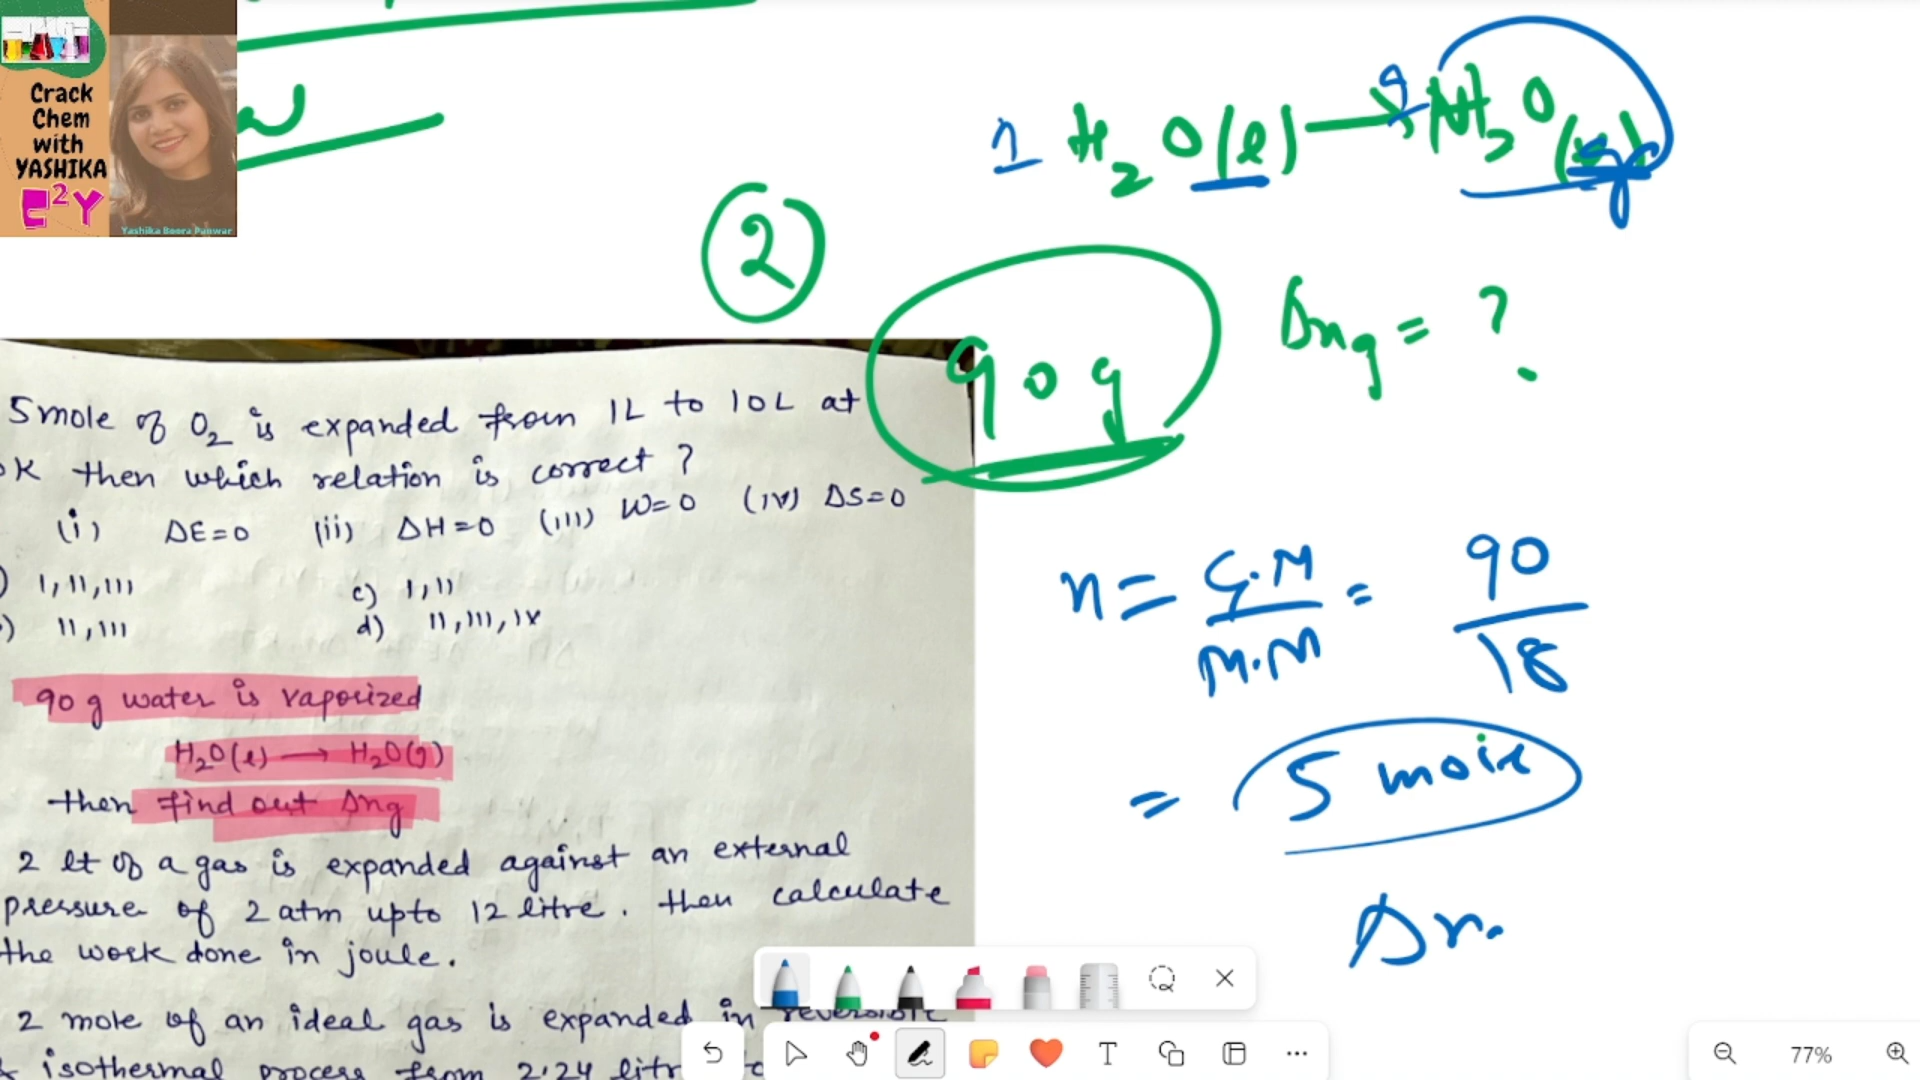 Crack
Chem
with
YASHIKA
E²Y
Yashika Boora Panwar
1 H₂O(l) → H₂O(g)
2
90 g
Δng = ?
5 mole of O₂ is expanded from 1L to 10L at
K then which relation is correct ?
(i) ΔE=0 (ii) ΔH=0 (iii) W=0 (iv) ΔS=0
) I,II,III c) I,II
) II,III d) II,III,IV
90 g water is vaporized
H₂O(l) → H₂O(g)
then find out Δng
2 lt of a gas is expanded against an external
pressure of 2 atm upto 12 litre. then calculate
the work done in joule.
2 mole of an ideal gas is expanded in reversible
isothermal process from 2.24 litr
n = G.M / M.M = 90 / 18
= 5 mole
Δn
77%